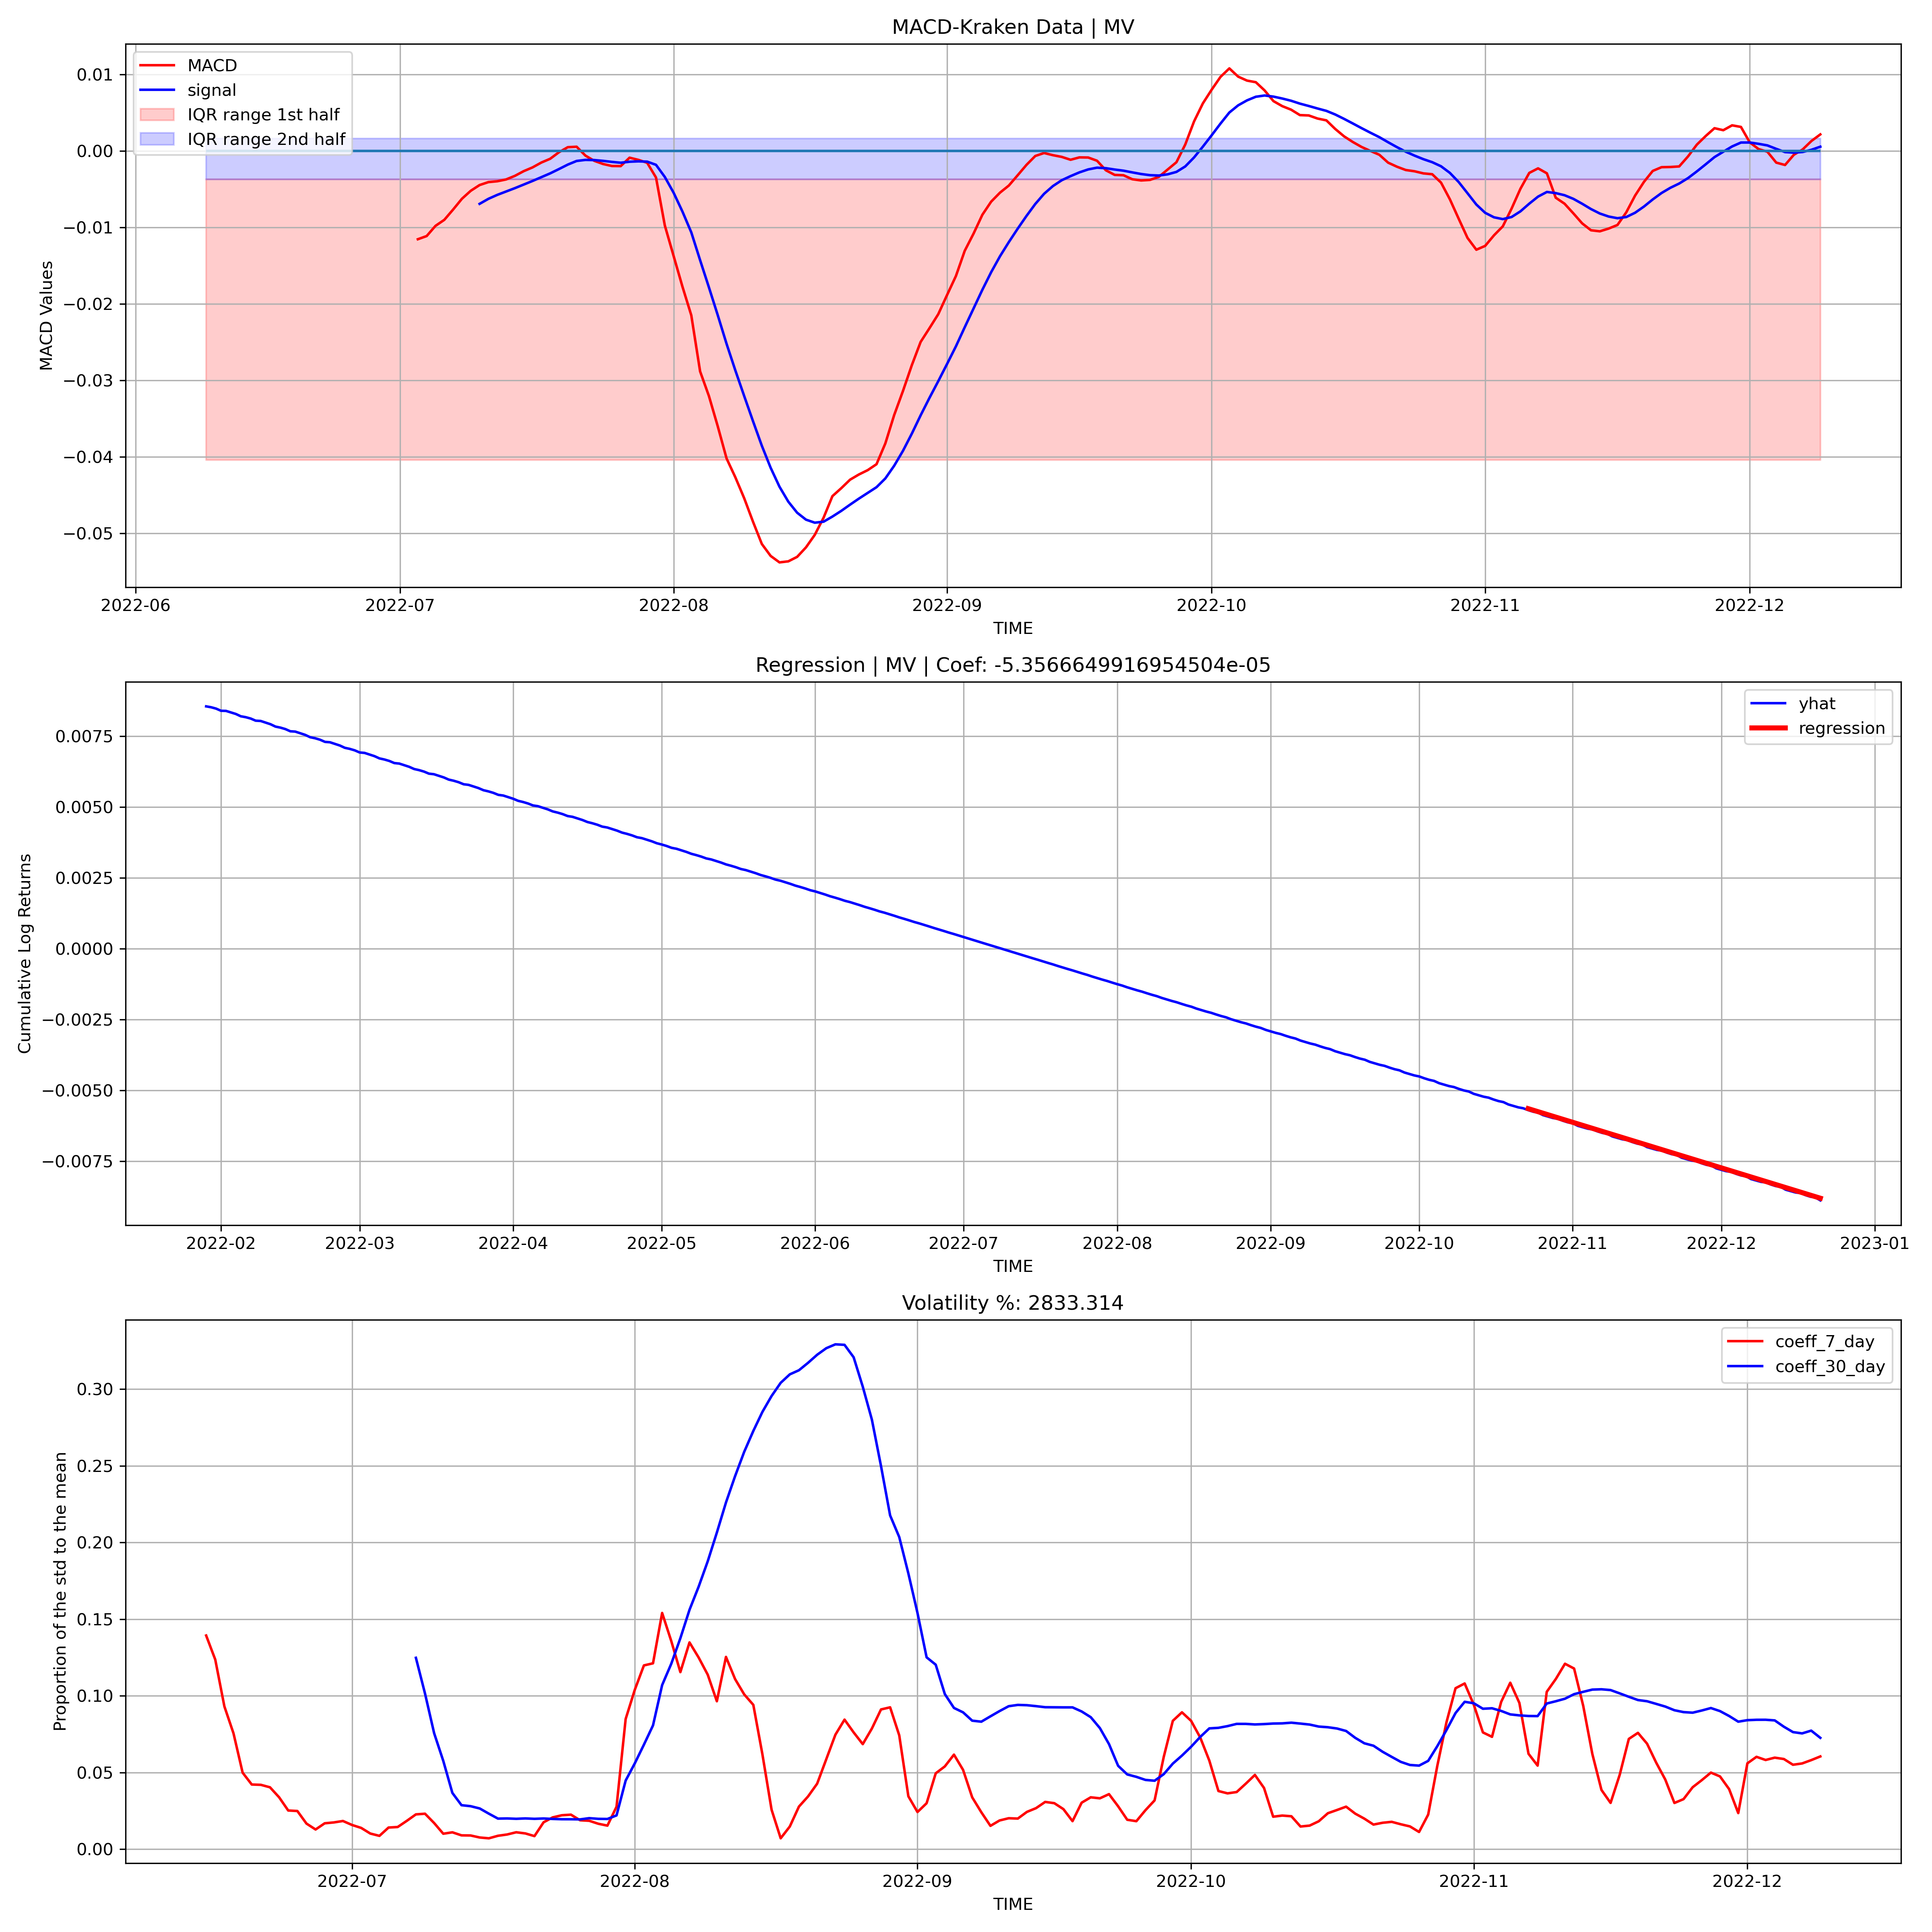 MACD-Kraken Data | MV
MACD
signal
IQR range 1st half
IQR range 2nd half
MACD Values
0.01
0.00
−0.01
−0.02
−0.03
−0.04
−0.05
2022-06 2022-07 2022-08 2022-09 2022-10 2022-11 2022-12
TIME
Regression | MV | Coef: -5.3566649916954504e-05
yhat
regression
Cumulative Log Returns
0.0075
0.0050
0.0025
0.0000
−0.0025
−0.0050
−0.0075
2022-02 2022-03 2022-04 2022-05 2022-06 2022-07 2022-08 2022-09 2022-10 2022-11 2022-12 2023-01
TIME
Volatility %: 2833.314
coeff_7_day
coeff_30_day
Proportion of the std to the mean
0.30
0.25
0.20
0.15
0.10
0.05
0.00
2022-07 2022-08 2022-09 2022-10 2022-11 2022-12
TIME